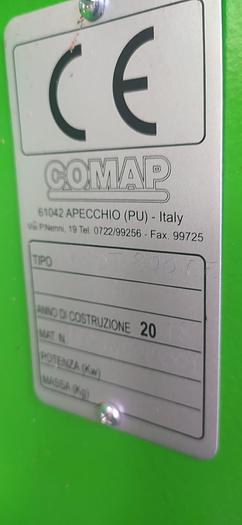 CE
COMAP
61042 APECCHIO (PU) - Italy
Via P.Nenni, 19 Tel. 0722/99256 - Fax. 99725
TIPO
ANNO DI COSTRUZIONE 20
MAT. N.
POTENZA (Kw)
MASSA (Kg)